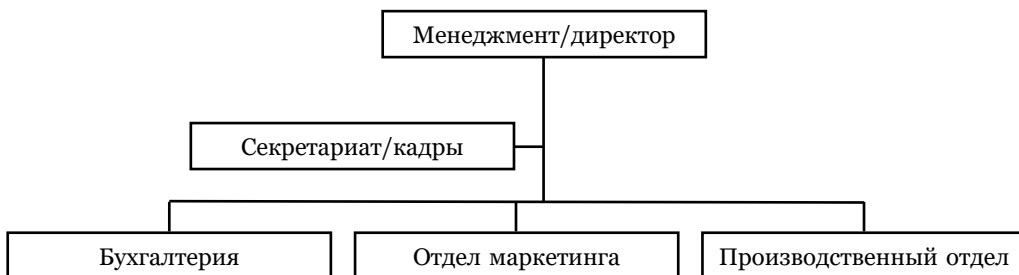 Менеджмент/директор
Секретариат/кадры
Бухгалтерия
Отдел маркетинга
Производственный отдел